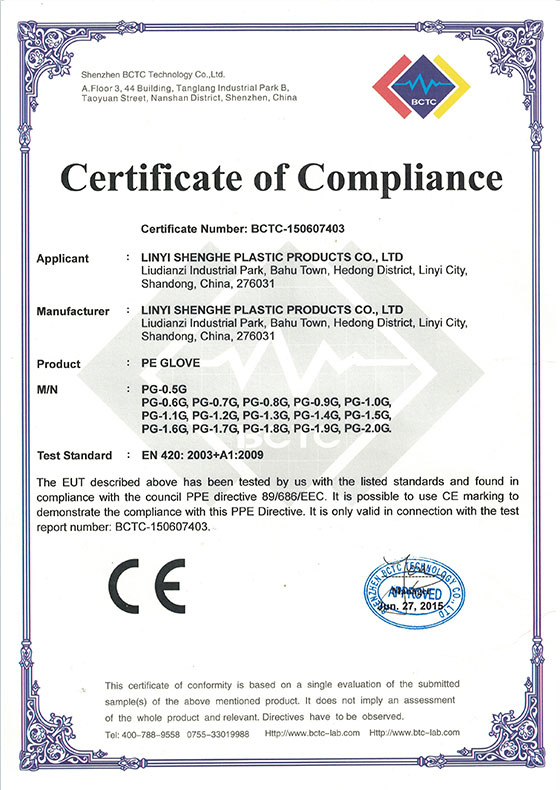 Shenzhen BCTC Technology Co.,Ltd.
A.Floor 3, 44 Building, Tanglang Industrial Park B,
Taoyuan Street, Nanshan District, Shenzhen, China
BCTC
Certificate of Compliance
Certificate Number: BCTC-150607403
Applicant : LINYI SHENGHE PLASTIC PRODUCTS CO., LTD
Liudianzi Industrial Park, Bahu Town, Hedong District, Linyi City,
Shandong, China, 276031
Manufacturer : LINYI SHENGHE PLASTIC PRODUCTS CO., LTD
Liudianzi Industrial Park, Bahu Town, Hedong District, Linyi City,
Shandong, China, 276031
Product : PE GLOVE
M/N : PG-0.5G
PG-0.6G, PG-0.7G, PG-0.8G, PG-0.9G, PG-1.0G,
PG-1.1G, PG-1.2G, PG-1.3G, PG-1.4G, PG-1.5G,
PG-1.6G, PG-1.7G, PG-1.8G, PG-1.9G, PG-2.0G.
BCTC
Test Standard : EN 420: 2003+A1:2009
The EUT described above has been tested by us with the listed standards and found in
compliance with the council PPE directive 89/686/EEC. It is possible to use CE marking to
demonstrate the compliance with this PPE Directive. It is only valid in connection with the test
report number: BCTC-150607403.
CE
SHENZHEN BCTC TECHNOLOGY CO.,LTD
Manager
APPROVED
Jun. 27, 2015
This certificate of conformity is based on a single evaluation of the submitted
sample(s) of the above mentioned product. It does not imply an assessment
of the whole product and relevant. Directives have to be observed.
Tel: 400-788-9558 0755-33019988 Http://www.bctc-lab.com Http://www.btc-lab.com